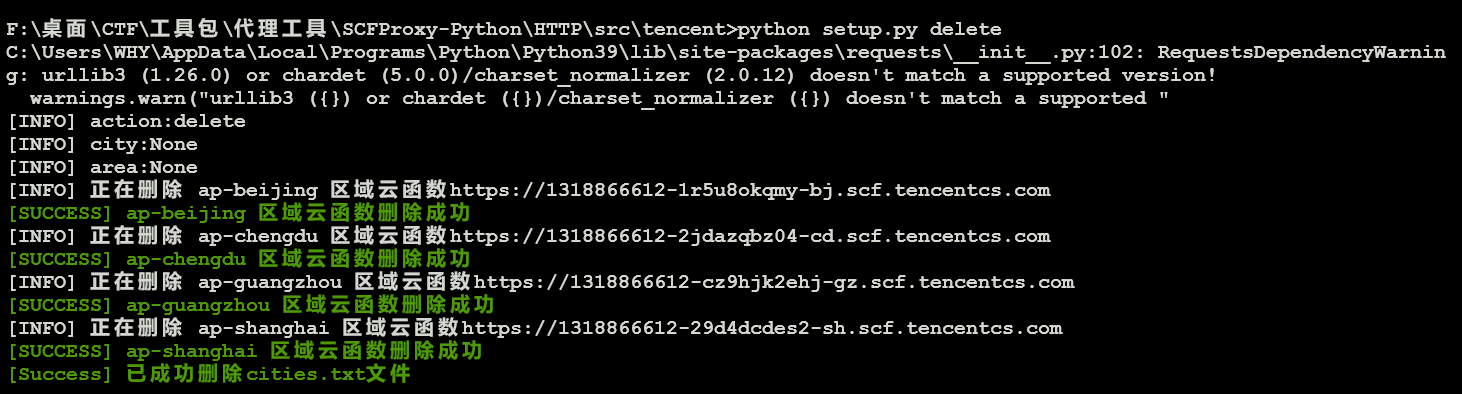 F:\桌面\CTF\工具包\代理工具\SCFProxy-Python\HTTP\src\tencent>python setup.py delete
C:\Users\WHY\AppData\Local\Programs\Python\Python39\lib\site-packages\requests\__init__.py:102: RequestsDependencyWarnin
g: urllib3 (1.26.0) or chardet (5.0.0)/charset_normalizer (2.0.12) doesn't match a supported version!
  warnings.warn("urllib3 ({}) or chardet ({})/charset_normalizer ({}) doesn't match a supported "
[INFO] action:delete
[INFO] city:None
[INFO] area:None
[INFO] 正在删除 ap-beijing 区域云函数https://1318866612-1r5u8okqmy-bj.scf.tencentcs.com
[SUCCESS] ap-beijing 区域云函数删除成功
[INFO] 正在删除 ap-chengdu 区域云函数https://1318866612-2jdazqbz04-cd.scf.tencentcs.com
[SUCCESS] ap-chengdu 区域云函数删除成功
[INFO] 正在删除 ap-guangzhou 区域云函数https://1318866612-cz9hjk2ehj-gz.scf.tencentcs.com
[SUCCESS] ap-guangzhou 区域云函数删除成功
[INFO] 正在删除 ap-shanghai 区域云函数https://1318866612-29d4dcdes2-sh.scf.tencentcs.com
[SUCCESS] ap-shanghai 区域云函数删除成功
[Success] 已成功删除cities.txt文件